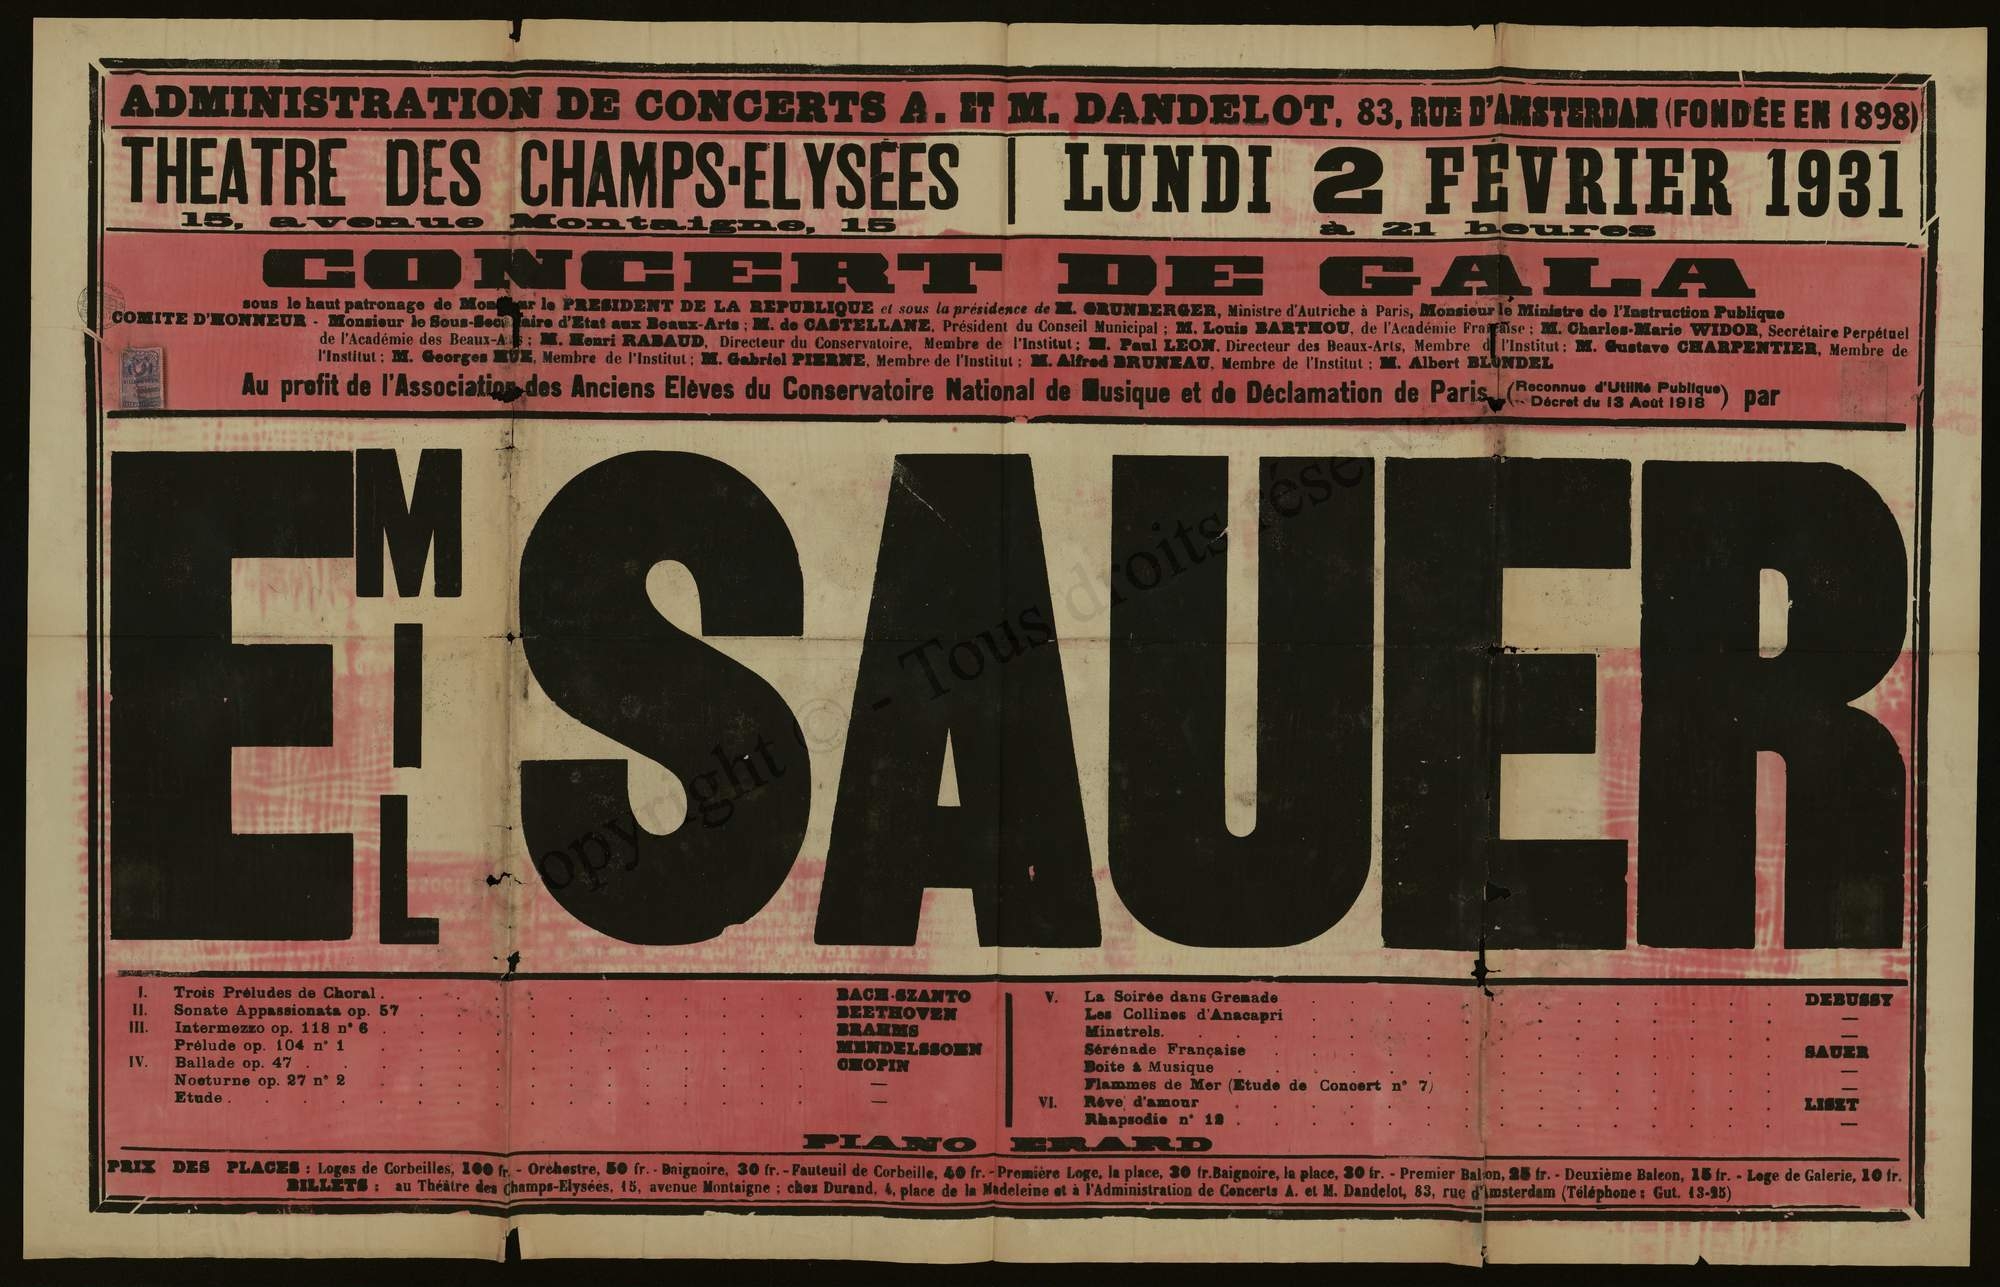 ADMINISTRATION DE CONCERTS A. ET M. DANDELOT, 83, RUE D'AMSTERDAM (FONDÉE EN 1898)
THEATRE DES CHAMPS-ELYSÉES
15, avenue Montaigne, 15
LUNDI 2 FÉVRIER 1931
à 21 heures
CONCERT DE GALA
sous le haut patronage de Monsieur le PRESIDENT DE LA REPUBLIQUE et sous la présidence de M. GRUNBERGER, Ministre d'Autriche à Paris, Monsieur le Ministre de l'Instruction Publique
COMITE D'HONNEUR - Monsieur le Sous-Secrétaire d'Etat aux Beaux-Arts ; M. de CASTELLANE, Président du Conseil Municipal ; M. Louis BARTHOU, de l'Académie Française ; M. Charles-Marie WIDOR, Secrétaire Perpétuel
de l'Académie des Beaux-Arts ; M. Henri RABAUD, Directeur du Conservatoire, Membre de l'Institut ; M. Paul LEON, Directeur des Beaux-Arts, Membre de l'Institut ; M. Gustave CHARPENTIER, Membre de
l'Institut ; M. Georges HUE, Membre de l'Institut ; M. Gabriel PIERNE, Membre de l'Institut ; M. Alfred BRUNEAU, Membre de l'Institut ; M. Albert BLONDEL
Au profit de l'Association des Anciens Elèves du Conservatoire National de Musique et de Déclamation de Paris (Reconnue d'Utilité Publique) par
Décret du 13 Août 1918
EMIL SAUER
I. Trois Préludes de Choral . BACH-SZANTO
II. Sonate Appassionata op. 57 BEETHOVEN
III. Intermezzo op. 118 n° 6 BRAHMS
Prélude op. 104 n° 1 MENDELSSOHN
IV. Ballade op. 47 CHOPIN
Nocturne op. 27 n° 2 —
Etude . —
V. La Soirée dans Grenade DEBUSSY
Les Collines d'Anacapri —
Minstrels. —
Sérénade Française SAUER
Boite à Musique —
Flammes de Mer (Etude de Concert n° 7) —
VI. Rêve d'amour LISZT
Rhapsodie n° 12 —
PIANO ERARD
PRIX DES PLACES : Loges de Corbeilles, 100 fr. - Orchestre, 50 fr. - Baignoire, 30 fr. - Fauteuil de Corbeille, 40 fr. - Première Loge, la place, 30 fr. Baignoire, la place, 30 fr. - Premier Balcon, 25 fr. - Deuxième Balcon, 15 fr. - Loge de Galerie, 10 fr.
BILLETS : au Théâtre des Champs-Elysées, 15, avenue Montaigne ; chez Durand, 4, place de la Madeleine et à l'Administration de Concerts A. et M. Dandelot, 83, rue d'Amsterdam (Téléphone : Gut. 13-25)
Copyright © - Tous droits réservés